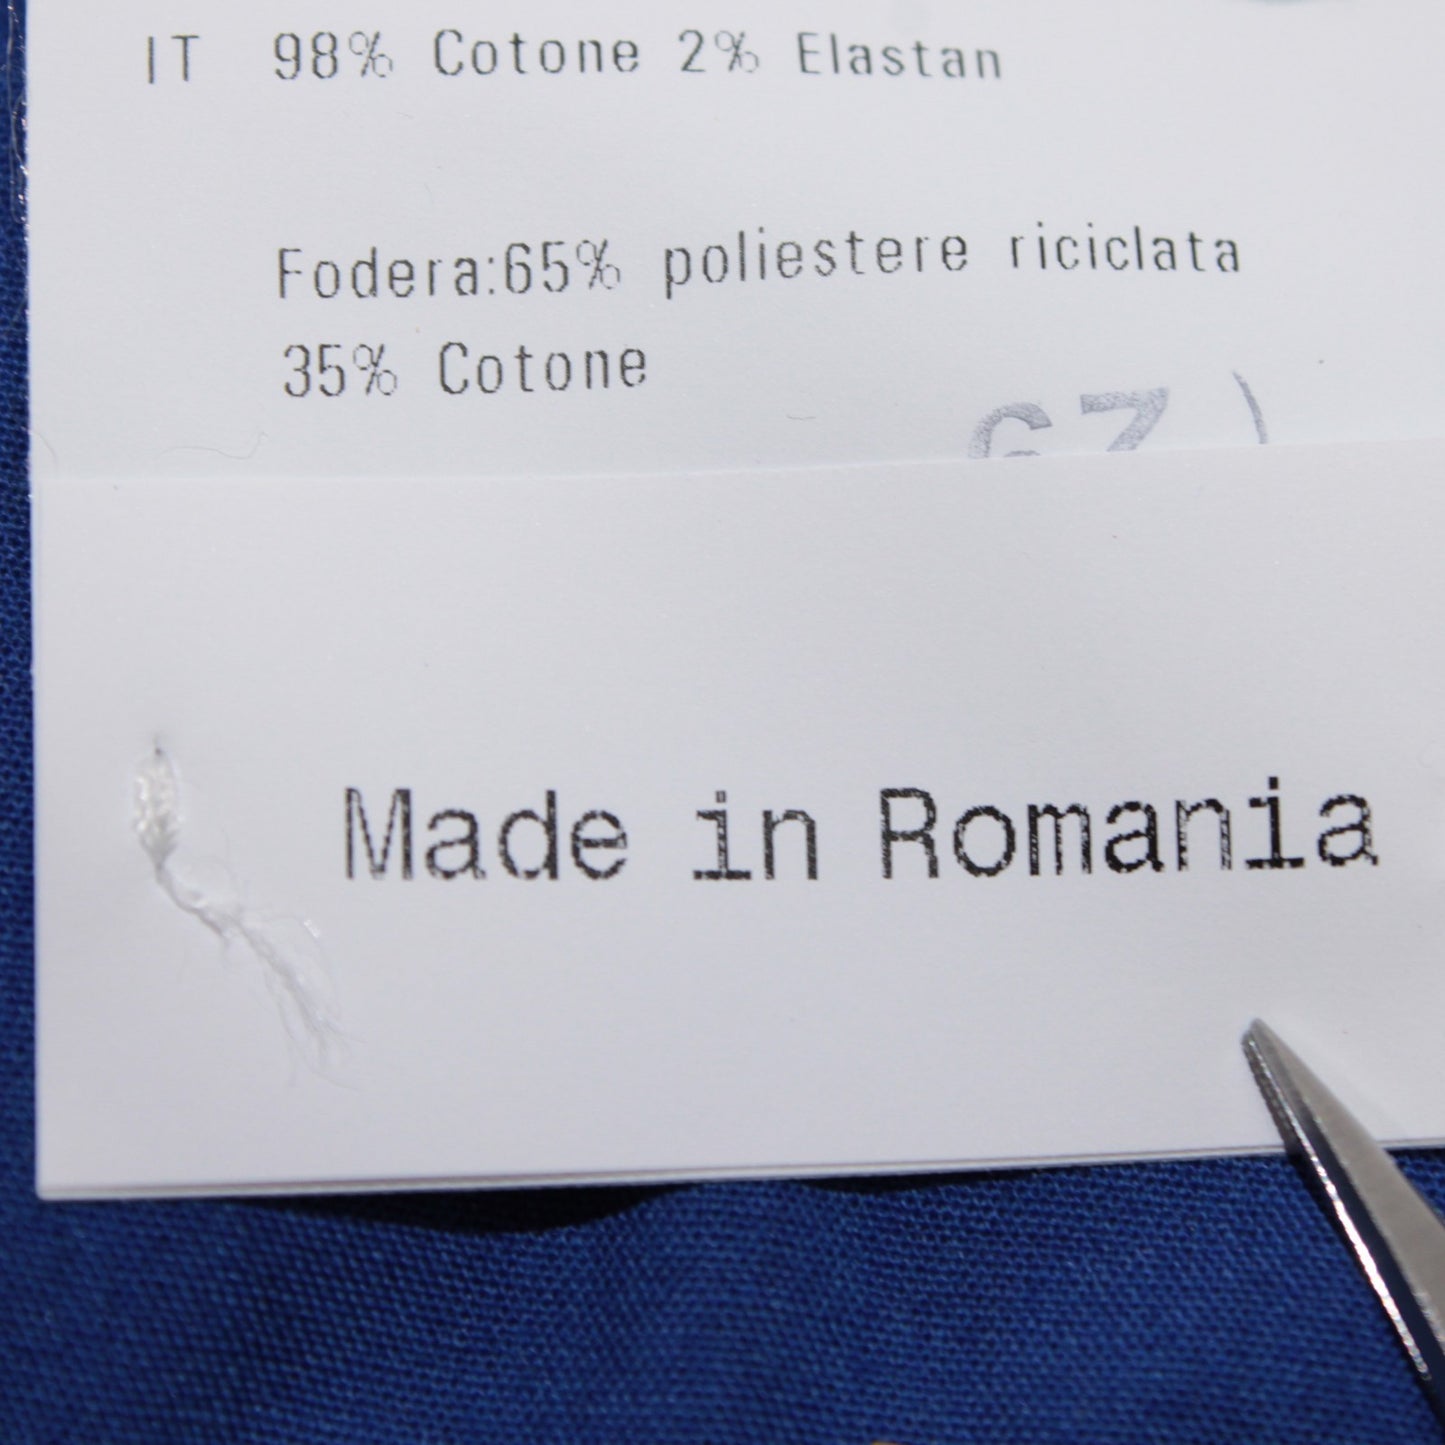 IT 98% Cotone 2% Elastan
Fodera:65% poliestere riciclata
35% Cotone
Made in Romania